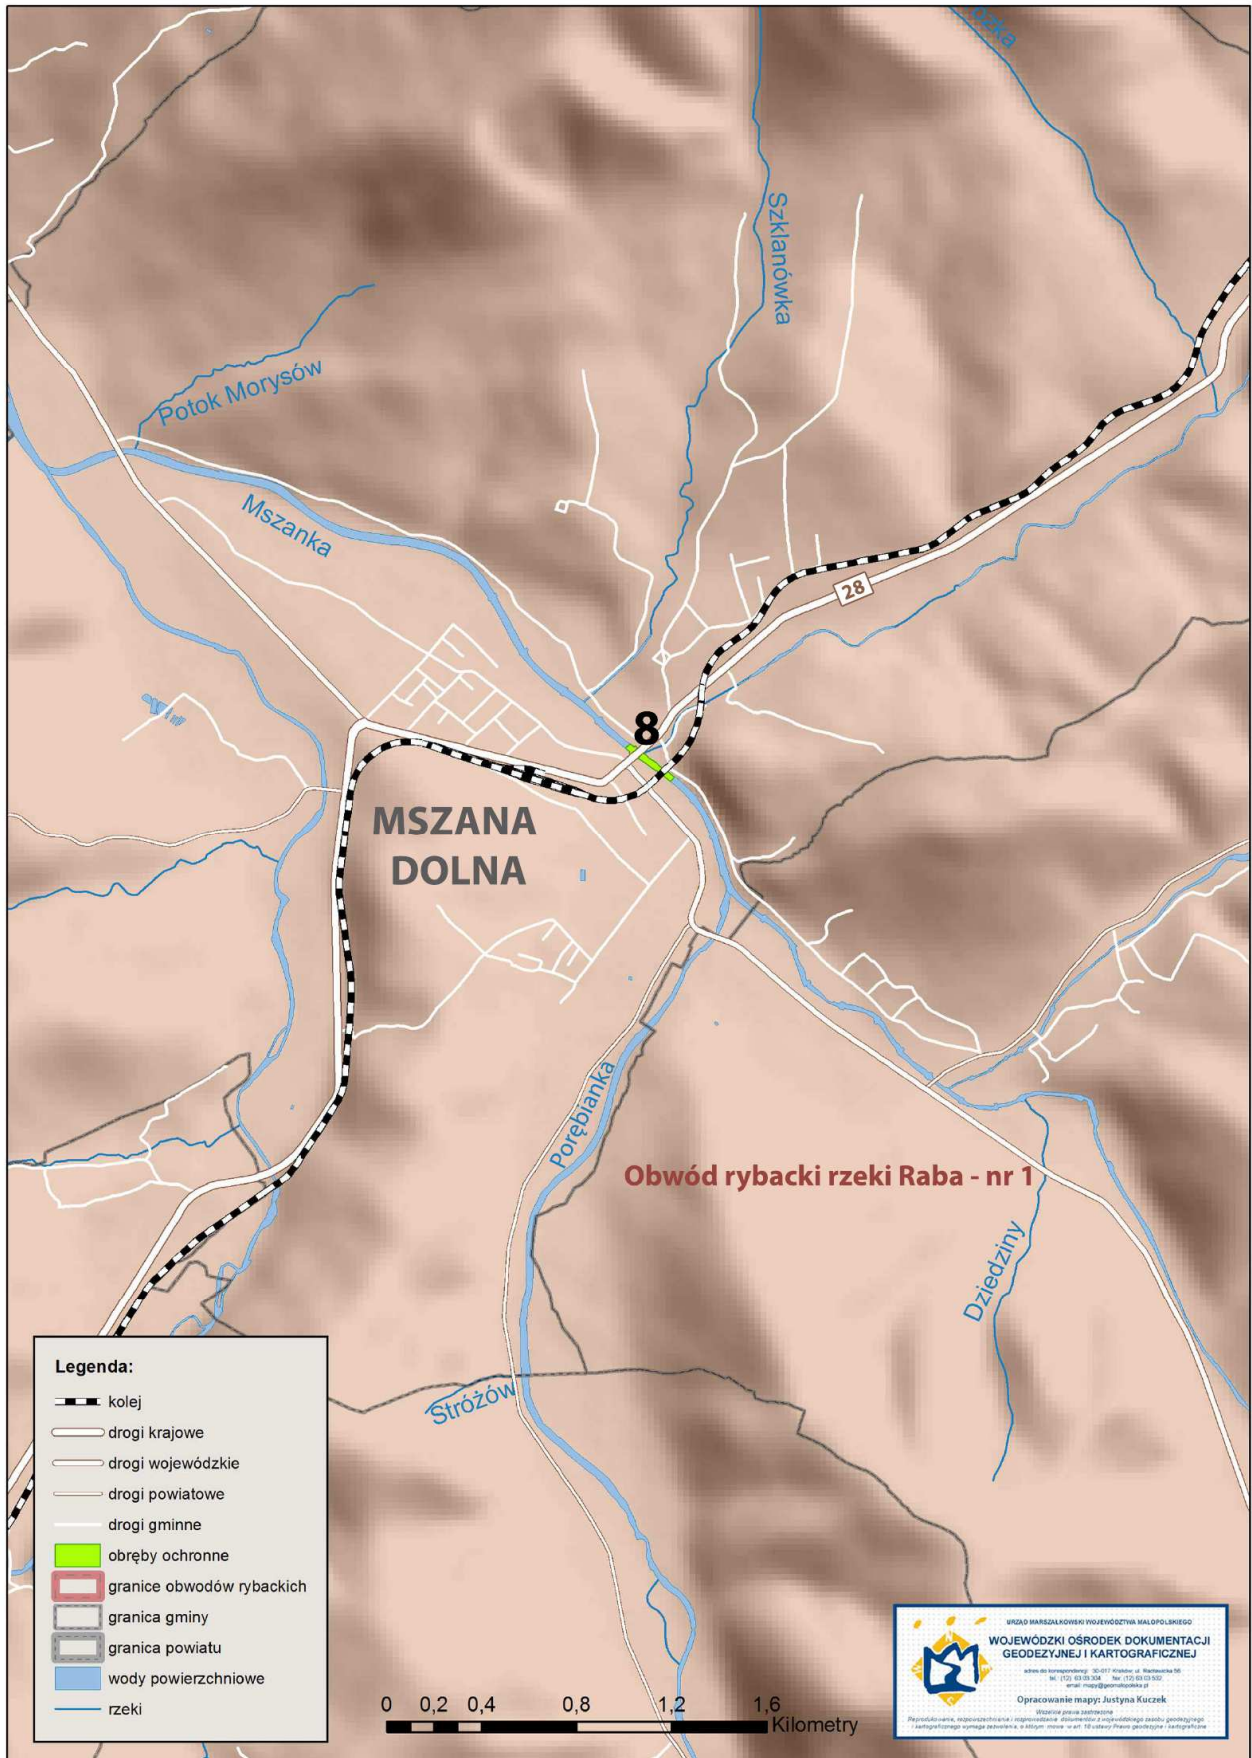 Szklanówka
Potok Morysów
Mszanka
28
8
MSZANA
DOLNA
Porębianka
Obwód rybacki rzeki Raba - nr 1
Dziedziny
Stróżów
Legenda:
kolej
drogi krajowe
drogi wojewódzkie
drogi powiatowe
drogi gminne
obręby ochronne
granice obwodów rybackich
granica gminy
granica powiatu
wody powierzchniowe
rzeki
0 0,2 0,4 0,8 1,2 1,6
Kilometry
URZĄD MARSZAŁKOWSKI WOJEWÓDZTWA MAŁOPOLSKIEGO
WOJEWÓDZKI OŚRODEK DOKUMENTACJI
GEODEZYJNEJ I KARTOGRAFICZNEJ
Opracowanie mapy: Justyna Kuczek
Wszelkie prawa zastrzeżone